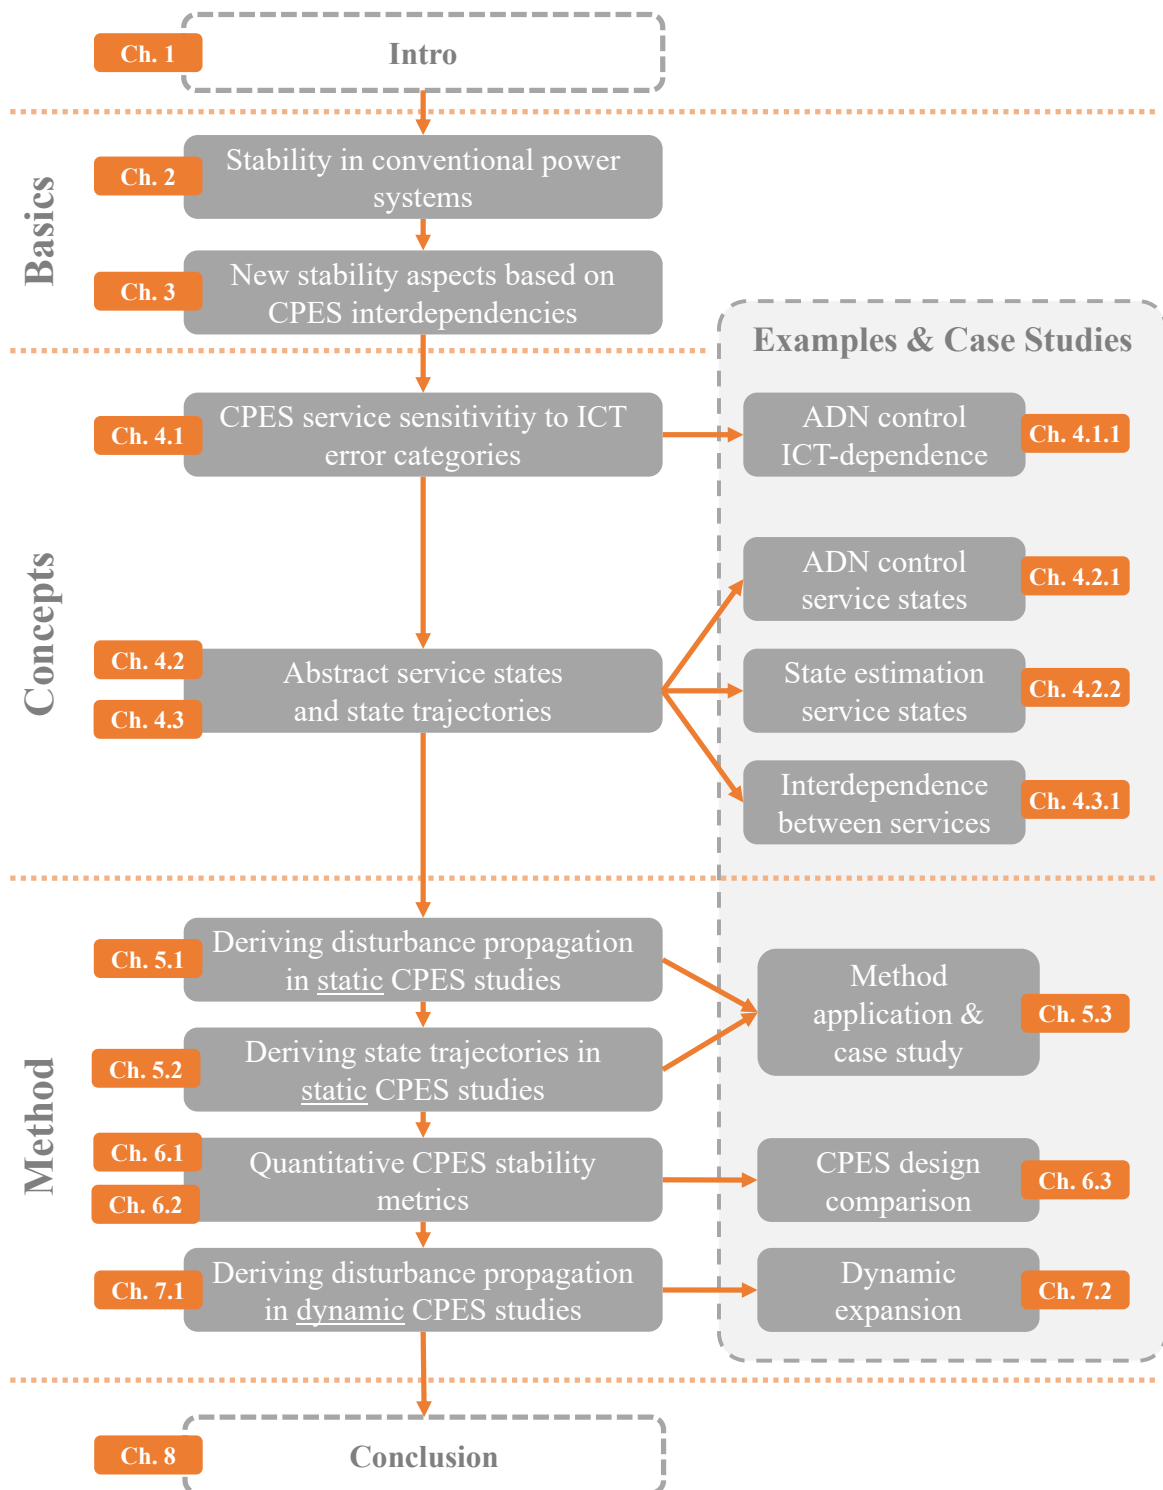 Ch. 1
Intro
Basics
Ch. 2
Stability in conventional power
systems
Ch. 3
New stability aspects based on
CPES interdependencies
Examples & Case Studies
Concepts
Ch. 4.1
CPES service sensitivitiy to ICT
error categories
ADN control
ICT-dependence
Ch. 4.1.1
ADN control
service states
Ch. 4.2.1
Ch. 4.2
Ch. 4.3
Abstract service states
and state trajectories
State estimation
service states
Ch. 4.2.2
Interdependence
between services
Ch. 4.3.1
Method
Ch. 5.1
Deriving disturbance propagation
in static CPES studies
Ch. 5.2
Deriving state trajectories in
static CPES studies
Method
application &
case study
Ch. 5.3
Ch. 6.1
Ch. 6.2
Quantitative CPES stability
metrics
CPES design
comparison
Ch. 6.3
Ch. 7.1
Deriving disturbance propagation
in dynamic CPES studies
Dynamic
expansion
Ch. 7.2
Ch. 8
Conclusion